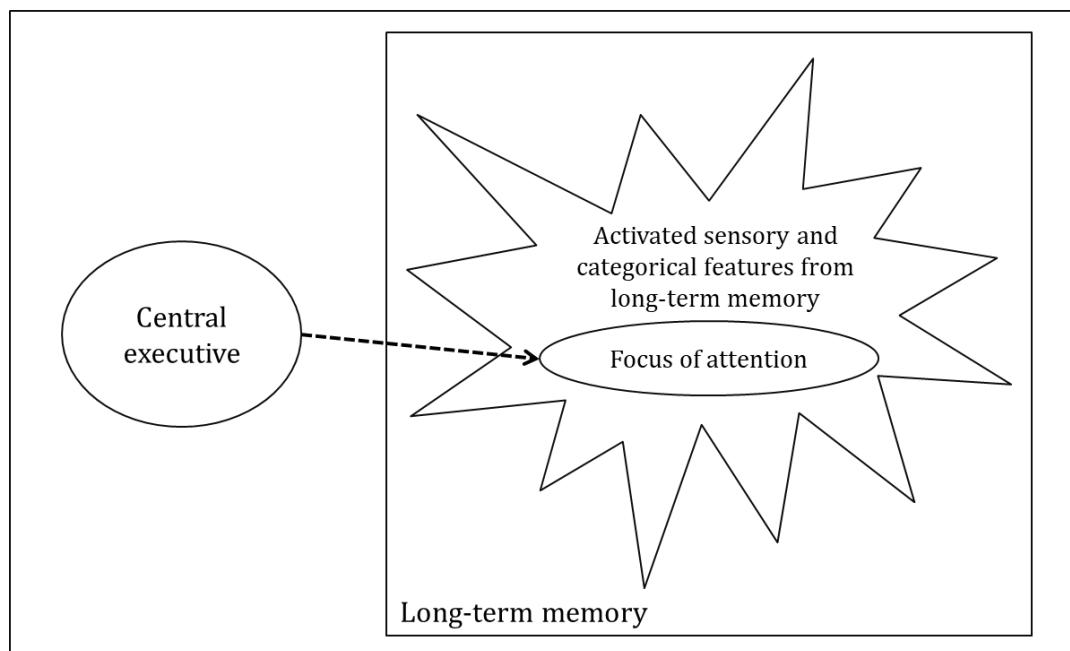 Activated sensory and
categorical features from
long-term memory
Central
executive
Focus of attention
Long-term memory